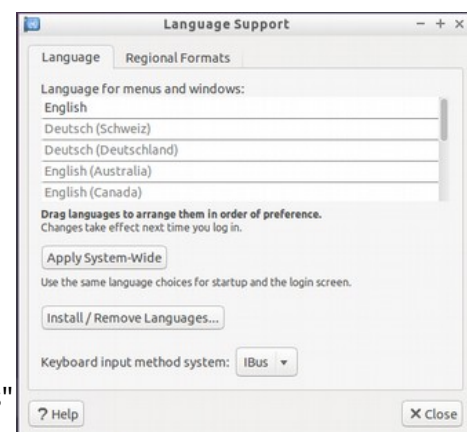 Language Support
Language Regional Formats
Language for menus and windows:
English
Deutsch (Schweiz)
Deutsch (Deutschland)
English (Australia)
English (Canada)
Drag languages to arrange them in order of preference.
Changes take effect next time you log in.
Apply System-Wide
Use the same language choices for startup and the login screen.
Install / Remove Languages...
Keyboard input method system: IBus
? Help Close